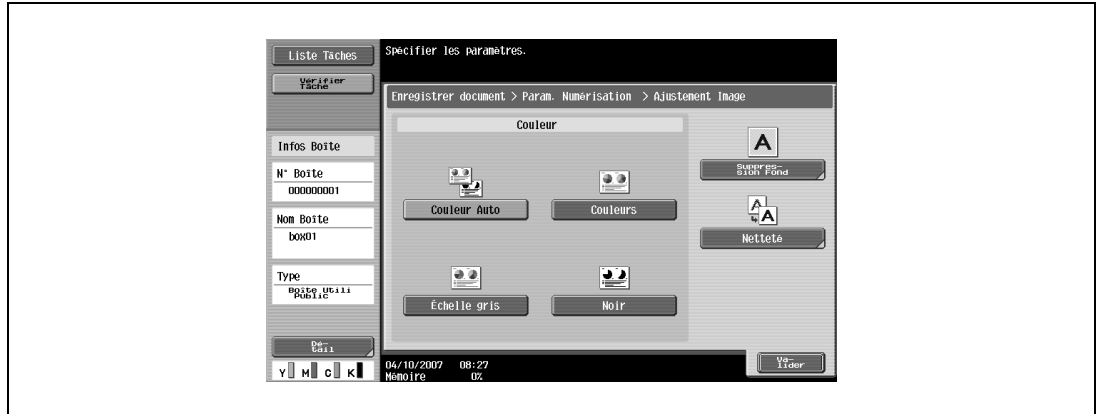 Liste Tâches
Spécifier les paramètres.
Vérifier
Tâche
Enregistrer document > Param. Numérisation > Ajustement Image
Couleur
Infos Boîte
N° Boîte
000000001
Nom Boîte
box01
Type
Boîte Utili
Public
Dé-
tail
Couleur Auto
Couleurs
Échelle gris
Noir
A
Suppres-
sion Fond
A
A
Netteté
Y M C K
04/10/2007 08:27
Mémoire 0%
Va-
lider